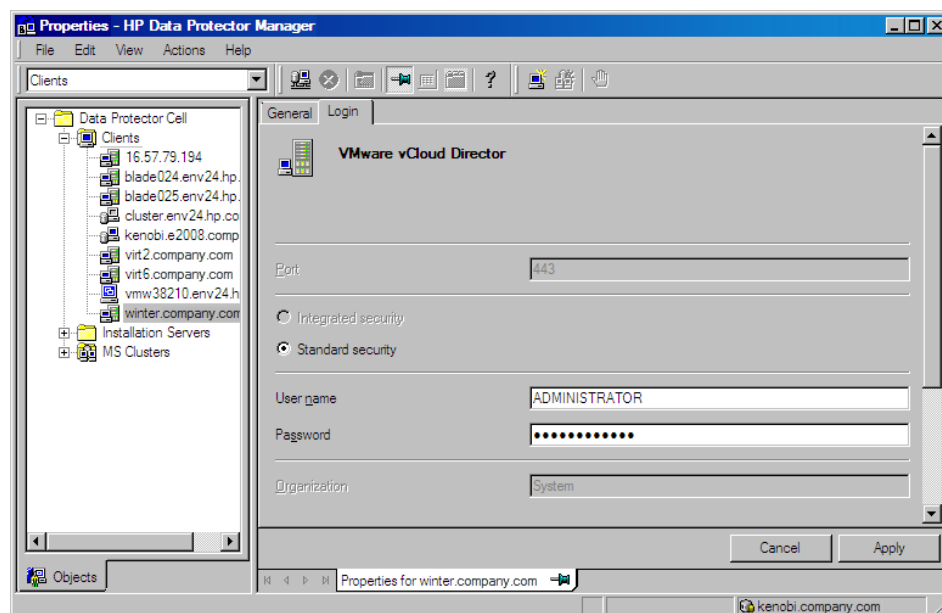 Properties - HP Data Protector Manager
File Edit View Actions Help
Clients
Data Protector Cell
Clients
16.57.79.194
blade024.env24.hp.
blade025.env24.hp.
cluster.env24.hp.co
kenobi.e2008.comp
virt2.company.com
virt6.company.com
vmw38210.env24.h
winter.company.com
Installation Servers
MS Clusters
Objects
General Login
VMware vCloud Director
Port 443
Integrated security
Standard security
User name ADMINISTRATOR
Password ••••••••••••
Organization System
Cancel Apply
Properties for winter.company.com
kenobi.company.com